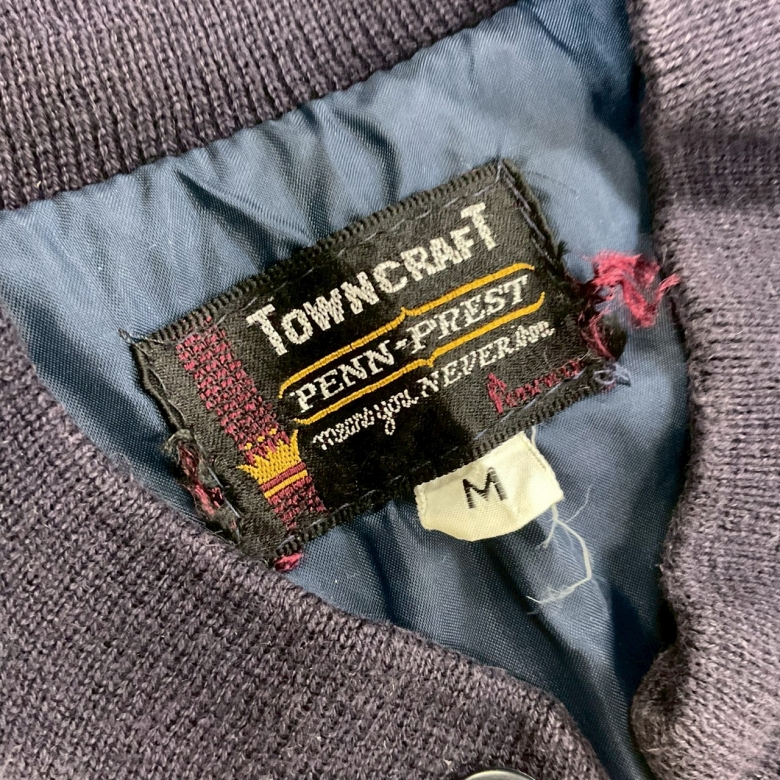 TOWNCRAFT
PENN-PREST
means you NEVER iron
M